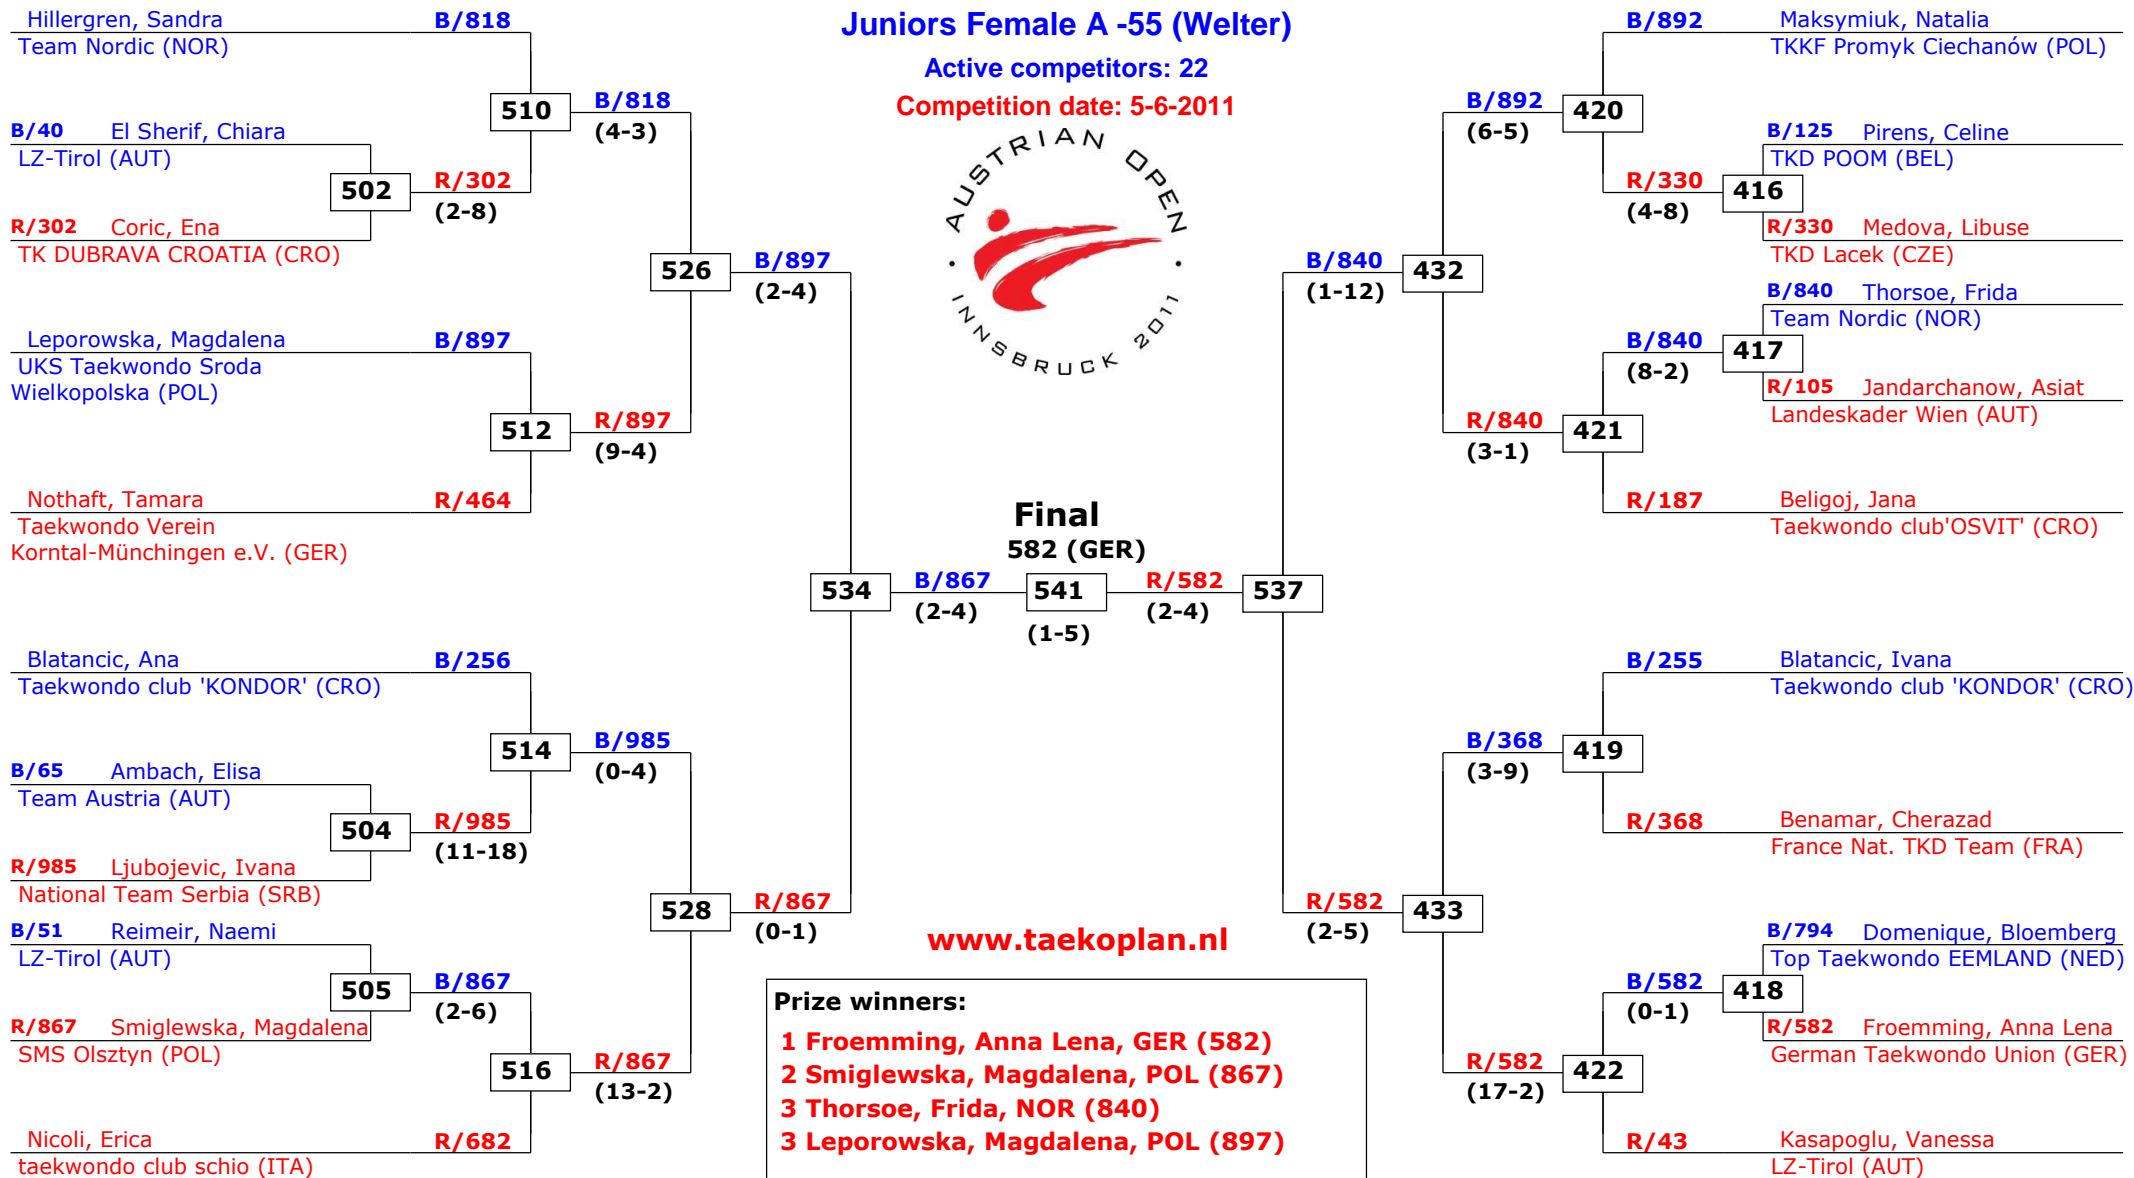 Juniors Female A -55 (Welter)
Active competitors: 22
Competition date: 5-6-2011
AUSTRIAN OPEN
· INNSBRUCK 2011 ·
Hillergren, Sandra B/818
Team Nordic (NOR)
510
B/818
(4-3)
B/40 El Sherif, Chiara
LZ-Tirol (AUT)
502
R/302
(2-8)
R/302 Coric, Ena
TK DUBRAVA CROATIA (CRO)
526
B/897
(2-4)
Leporowska, Magdalena B/897
UKS Taekwondo Sroda
Wielkopolska (POL)
512
R/897
(9-4)
Nothaft, Tamara R/464
Taekwondo Verein
Korntal-Münchingen e.V. (GER)
534
B/867
(2-4)
Final
582 (GER)
541
(1-5)
R/582
(2-4)
537
Blatancic, Ana B/256
Taekwondo club 'KONDOR' (CRO)
514
B/985
(0-4)
B/65 Ambach, Elisa
Team Austria (AUT)
504
R/985
(11-18)
R/985 Ljubojevic, Ivana
National Team Serbia (SRB)
528
R/867
(0-1)
B/51 Reimeir, Naemi
LZ-Tirol (AUT)
505
B/867
(2-6)
R/867 Smiglewska, Magdalena
SMS Olsztyn (POL)
516
R/867
(13-2)
Nicoli, Erica R/682
taekwondo club schio (ITA)
B/892 Maksymiuk, Natalia
TKKF Promyk Ciechanów (POL)
B/892
(6-5)
420
B/125 Pirens, Celine
TKD POOM (BEL)
R/330
(4-8)
416
R/330 Medova, Libuse
TKD Lacek (CZE)
B/840
(1-12)
432
B/840 Thorsoe, Frida
Team Nordic (NOR)
B/840
(8-2)
417
R/105 Jandarchanow, Asiat
Landeskader Wien (AUT)
R/840
(3-1)
421
R/187 Beligoj, Jana
Taekwondo club'OSVIT' (CRO)
B/255 Blatancic, Ivana
Taekwondo club 'KONDOR' (CRO)
B/368
(3-9)
419
R/368 Benamar, Cherazad
France Nat. TKD Team (FRA)
R/582
(2-5)
433
B/794 Domenique, Bloemberg
Top Taekwondo EEMLAND (NED)
B/582
(0-1)
418
R/582 Froemming, Anna Lena
German Taekwondo Union (GER)
R/582
(17-2)
422
R/43 Kasapoglu, Vanessa
LZ-Tirol (AUT)
www.taekoplan.nl
Prize winners:
1 Froemming, Anna Lena, GER (582)
2 Smiglewska, Magdalena, POL (867)
3 Thorsoe, Frida, NOR (840)
3 Leporowska, Magdalena, POL (897)